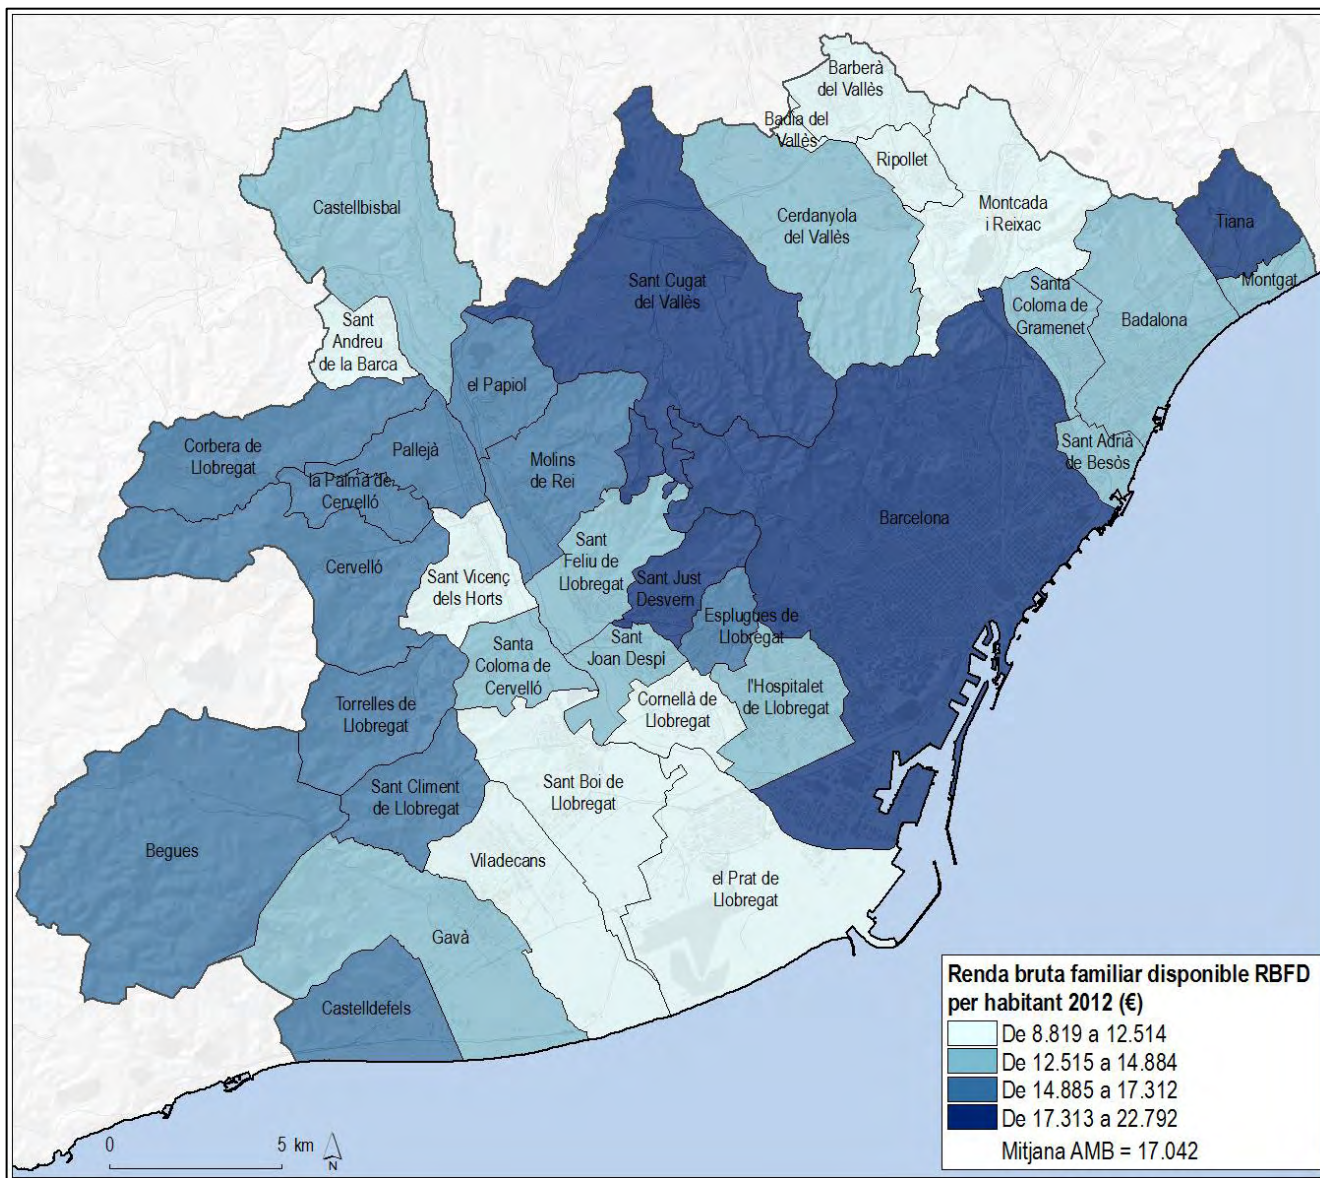 Barberà
del Vallès
Badia del
Vallès
Ripollet
Castellbisbal
Cerdanyola
del Vallès
Montcada
i Reixac
Tiana
Sant Cugat
del Vallès
Montgat
Santa
Coloma de
Gramenet
Badalona
Sant
Andreu
de la Barca
el Papiol
Corbera de
Llobregat
Pallejà
Molins
de Rei
Sant Adrià
de Besòs
la Palma de
Cervelló
Barcelona
Cervelló
Sant
Feliu de
Llobregat
Sant Vicenç
dels Horts
Sant Just
Desvern
Esplugues de
Llobregat
Santa
Coloma de
Cervelló
Sant
Joan Despí
Torrelles de
Llobregat
Cornellà de
Llobregat
l'Hospitalet
de Llobregat
Sant Climent
de Llobregat
Sant Boi de
Llobregat
Begues
Viladecans
el Prat de
Llobregat
Gavà
Castelldefels
Renda bruta familiar disponible RBFD
per habitant 2012 (€)
De 8.819 a 12.514
De 12.515 a 14.884
De 14.885 a 17.312
De 17.313 a 22.792
Mitjana AMB = 17.042
0 5 km
N